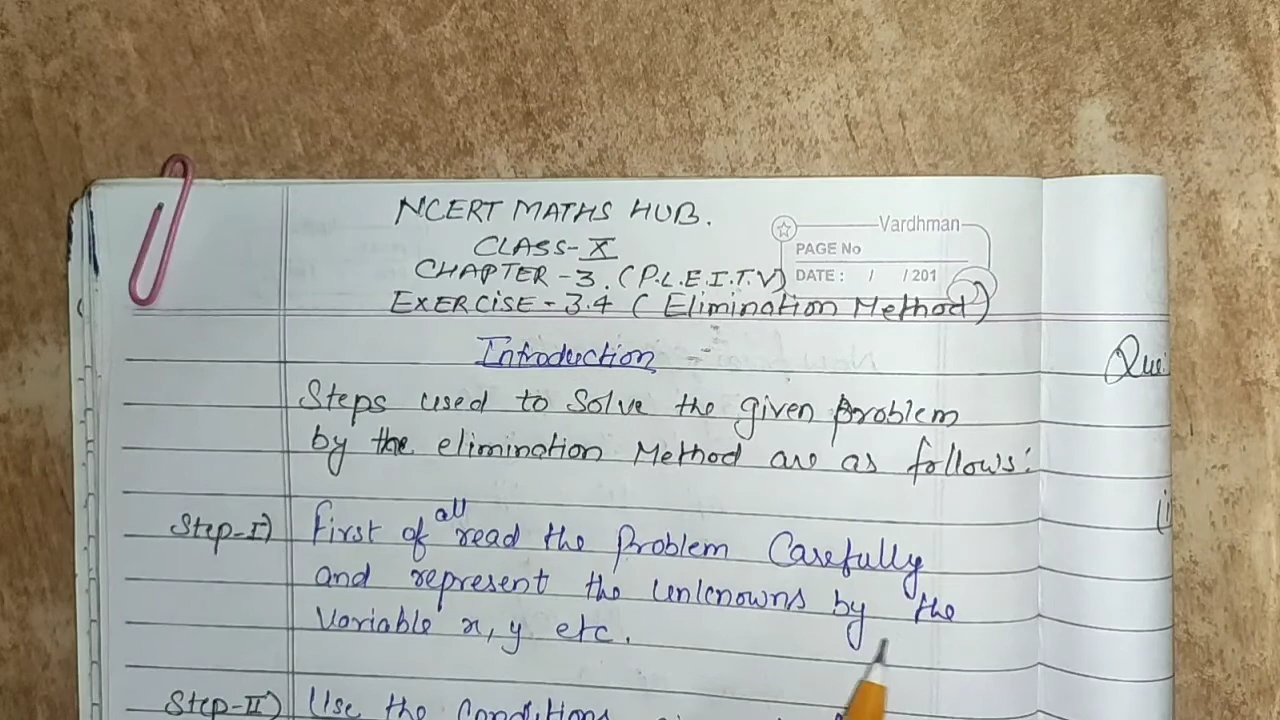 NCERT MATHS HUB.
CLASS-X
CHAPTER-3. (P.L.E.I.T.V)
EXERCISE-3.4 (Elimination Method)
Vardhman
PAGE No
DATE : / /201
Introduction
Steps used to Solve the given problem
by the elimination Method are as follows:
Step-I) First of all read the Problem Carefully
and represent the unknowns by the
Variable x, y etc.
Step-II) Use the Conditions
Que
(i